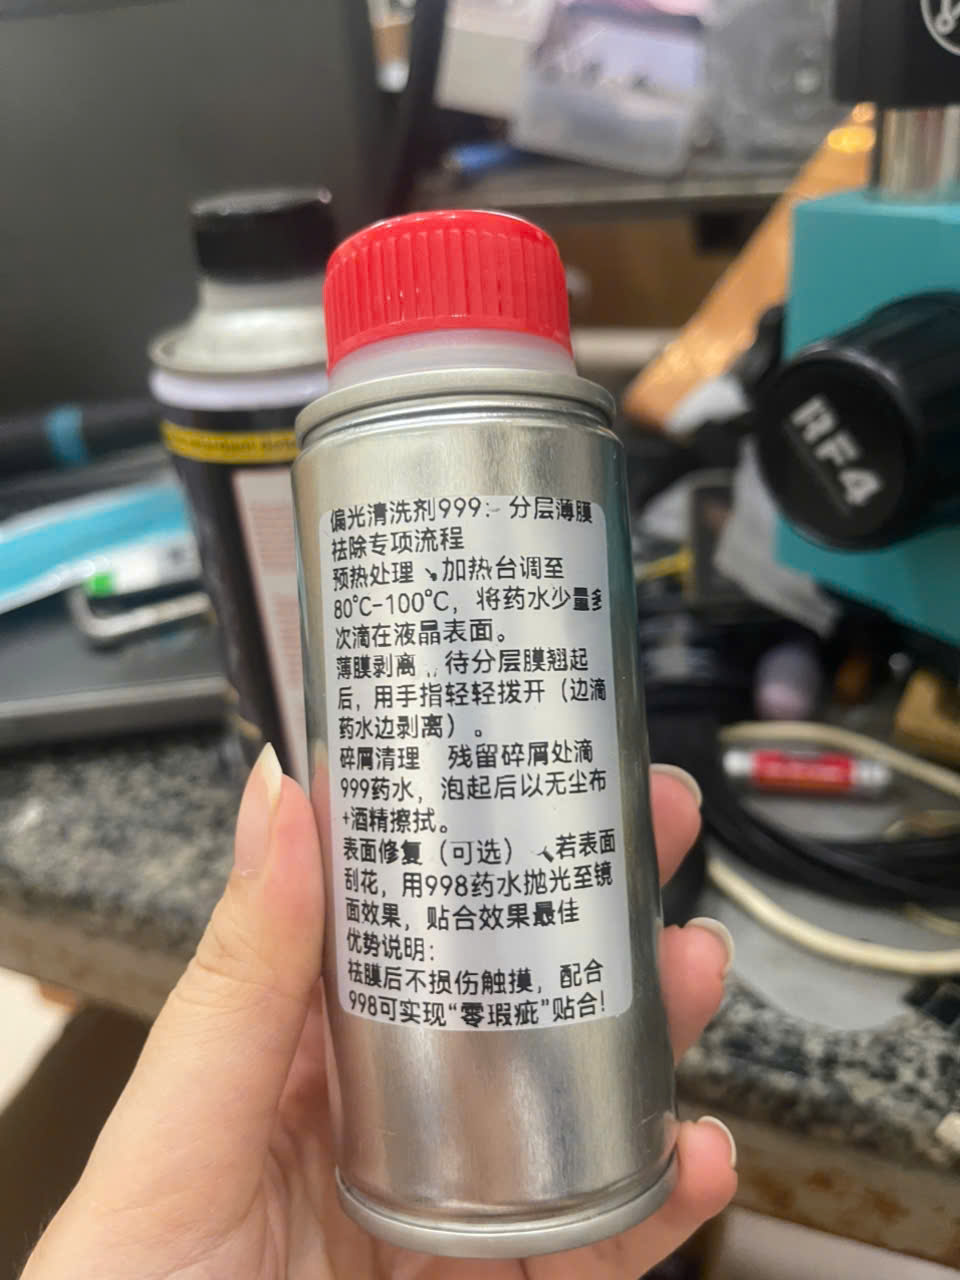 偏光清洗剂999：分层薄膜
祛除专项流程
预热处理 加热台调至
80℃-100℃，将药水少量多
次滴在液晶表面。
薄膜剥离 待分层膜翘起
后，用手指轻轻拨开（边滴
药水边剥离）。
碎屑清理 残留碎屑处滴
999药水，泡起后以无尘布
+酒精擦拭。
表面修复（可选） 若表面
刮花，用998药水抛光至镜
面效果，贴合效果最佳
优势说明：
祛膜后不损伤触摸，配合
998可实现“零瑕疵”贴合！
RF4